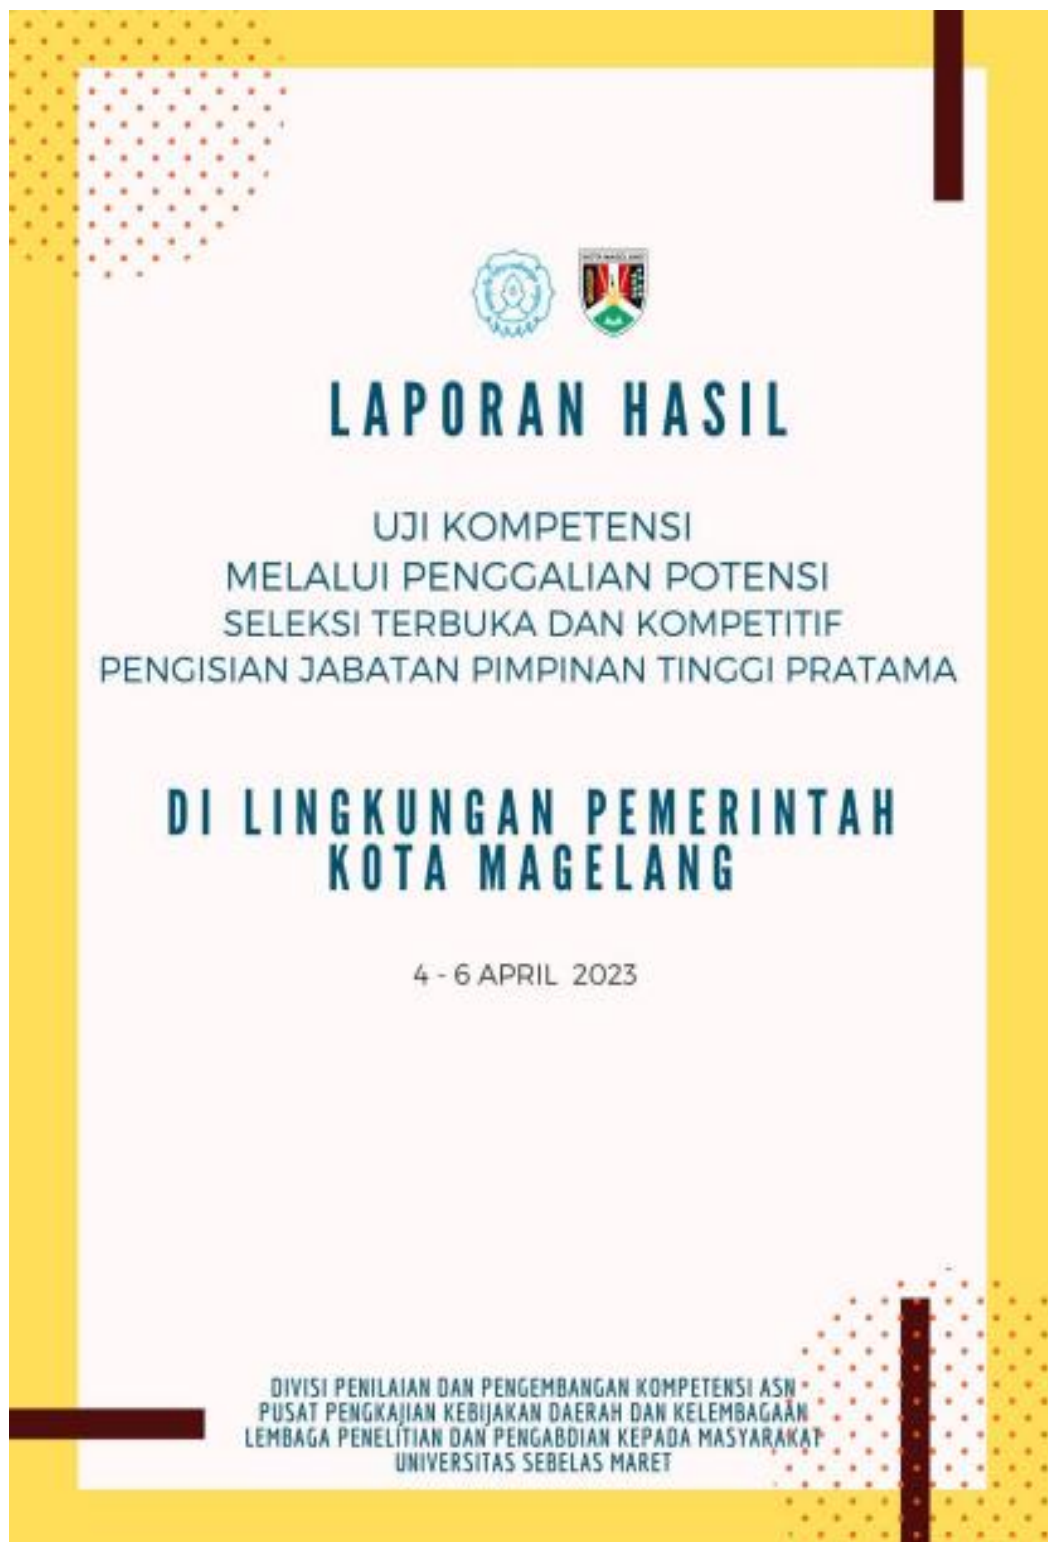 KOTA MAGELANG
LAPORAN HASIL
UJI KOMPETENSI
MELALUI PENGGALIAN POTENSI
SELEKSI TERBUKA DAN KOMPETITIF
PENGISIAN JABATAN PIMPINAN TINGGI PRATAMA
DI LINGKUNGAN PEMERINTAH
KOTA MAGELANG
4 - 6 APRIL 2023
DIVISI PENILAIAN DAN PENGEMBANGAN KOMPETENSI ASN
PUSAT PENGKAJIAN KEBIJAKAN DAERAH DAN KELEMBAGAAN
LEMBAGA PENELITIAN DAN PENGABDIAN KEPADA MASYARAKAT
UNIVERSITAS SEBELAS MARET